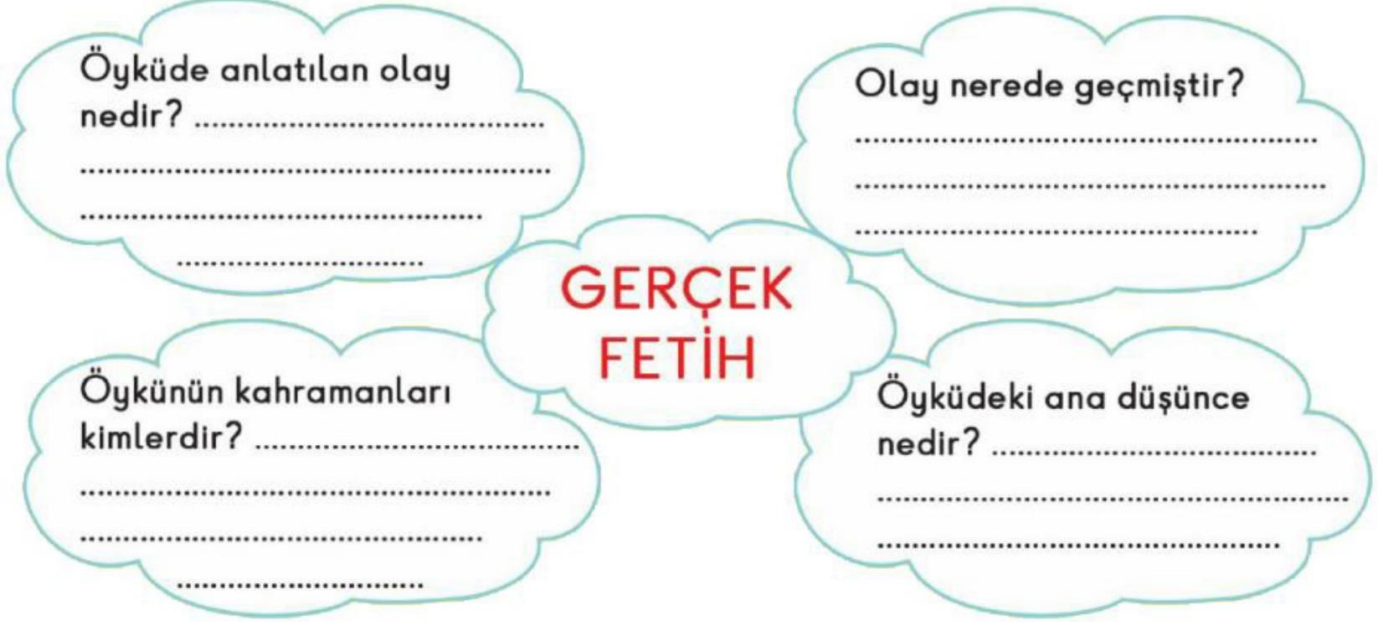 Öyküde anlatılan olay
nedir? ........................................
.......................................................
...............................................
.............................
Olay nerede geçmiştir?
......................................................
.......................................................
...............................................
GERÇEK
FETİH
Öykünün kahramanları
kimlerdir? ......................................
.......................................................
...............................................
.............................
Öyküdeki ana düşünce
nedir? ......................................
.......................................................
...............................................